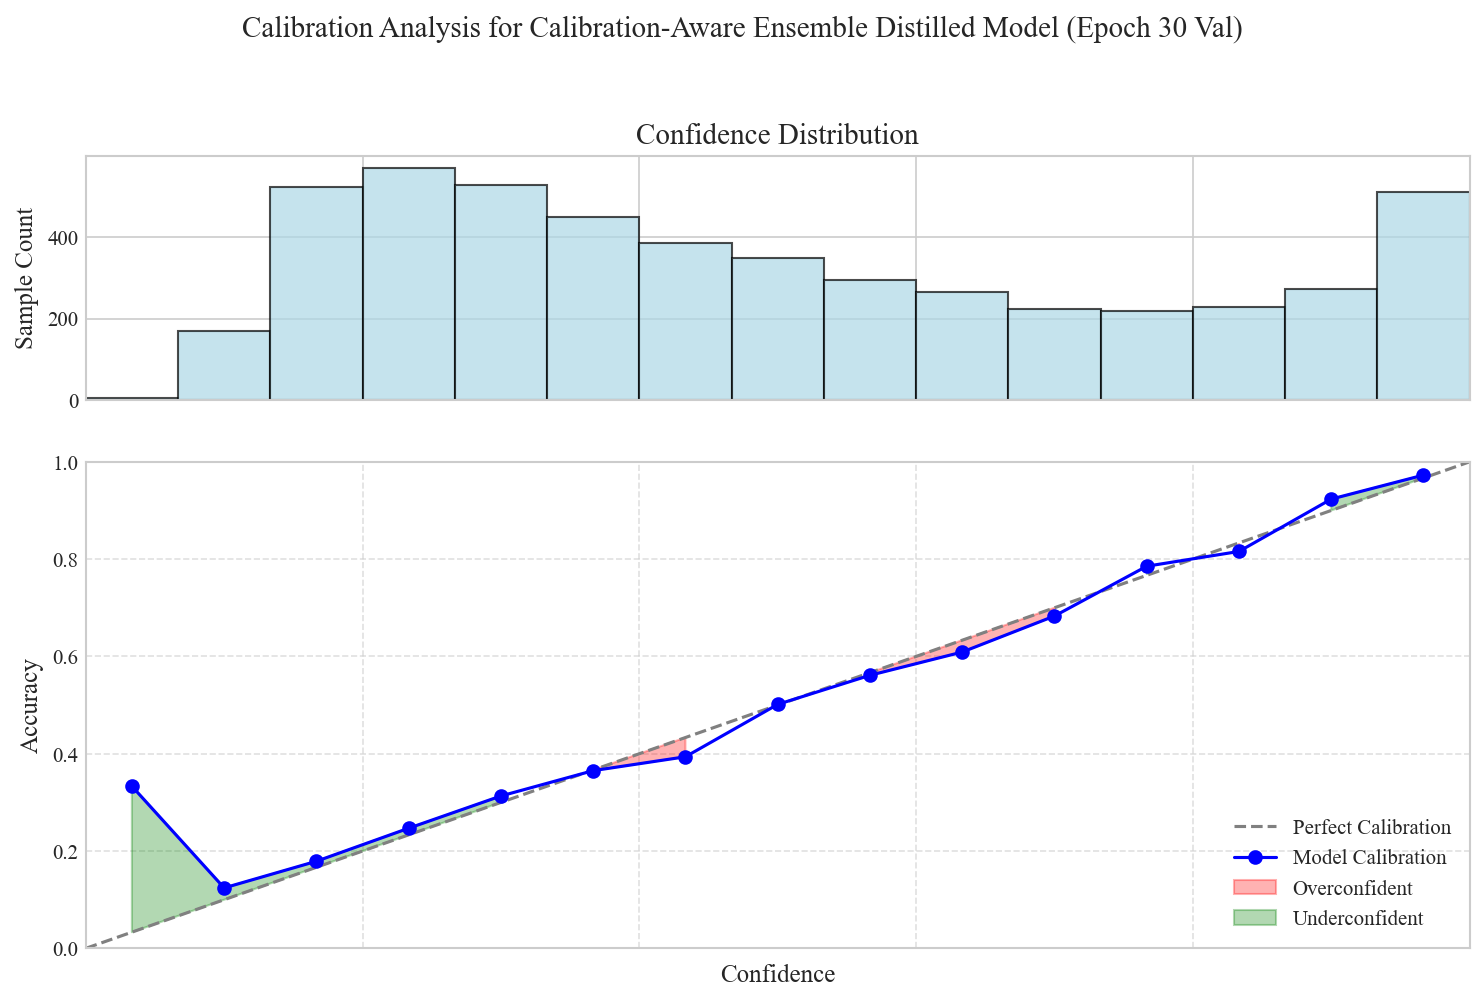 Calibration Analysis for Calibration-Aware Ensemble Distilled Model (Epoch 30 Val)
Confidence Distribution
Sample Count
400
200
0
Accuracy
1.0
0.8
0.6
0.4
0.2
0.0
Perfect Calibration
Model Calibration
Overconfident
Underconfident
Confidence